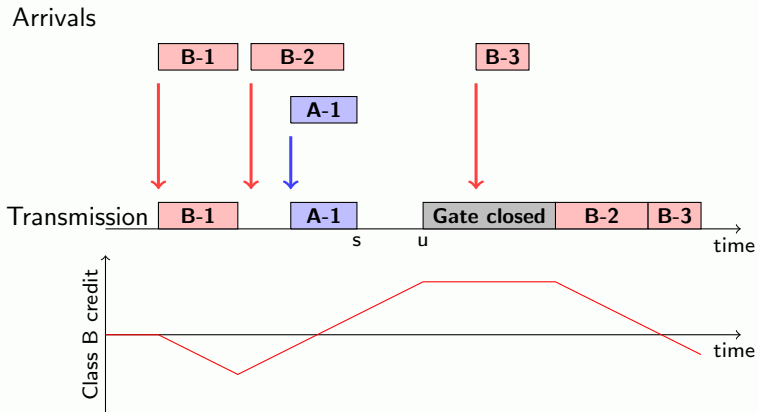 Arrivals
B-1 B-2 B-3
A-1
Transmission B-1 A-1 Gate closed B-2 B-3
s u time
Class B credit
time